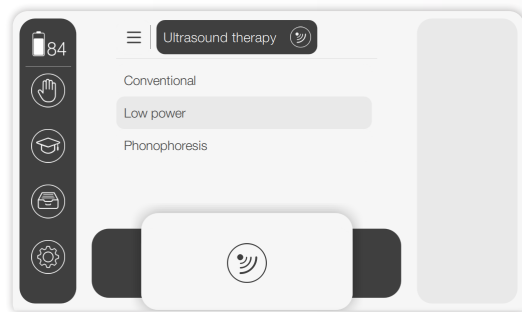 84
Ultrasound therapy
Conventional
Low power
Phonophoresis